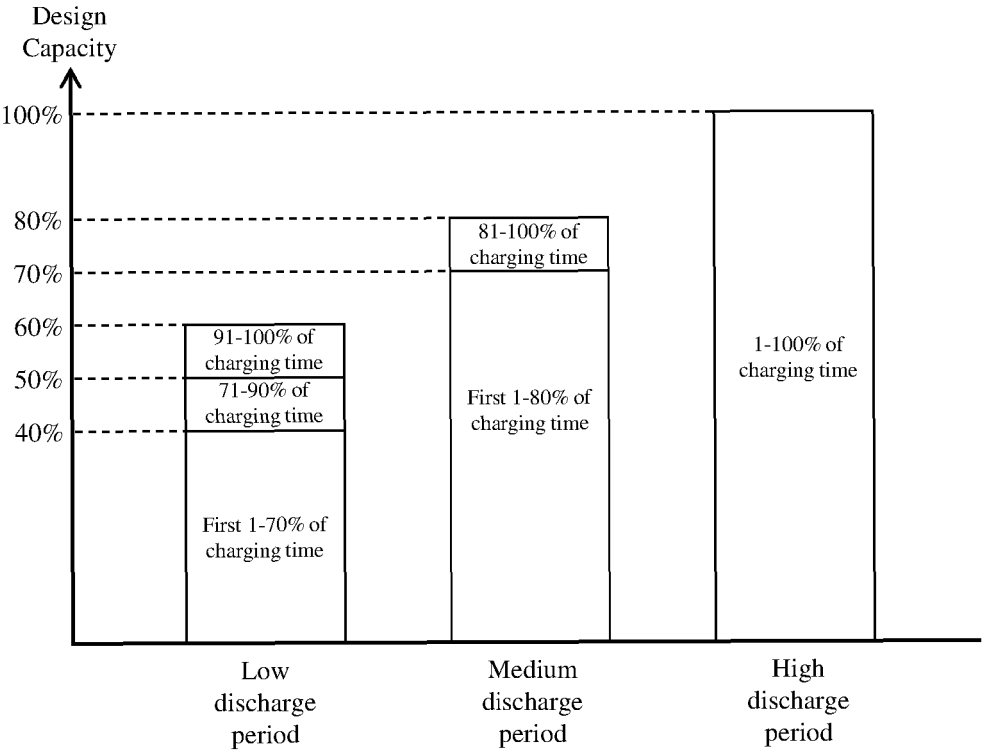 Design
Capacity
100%
80%
70%
60%
50%
40%
91-100% of
charging time
71-90% of
charging time
First 1-70% of
charging time
81-100% of
charging time
First 1-80% of
charging time
1-100% of
charging time
Low
discharge
period
Medium
discharge
period
High
discharge
period